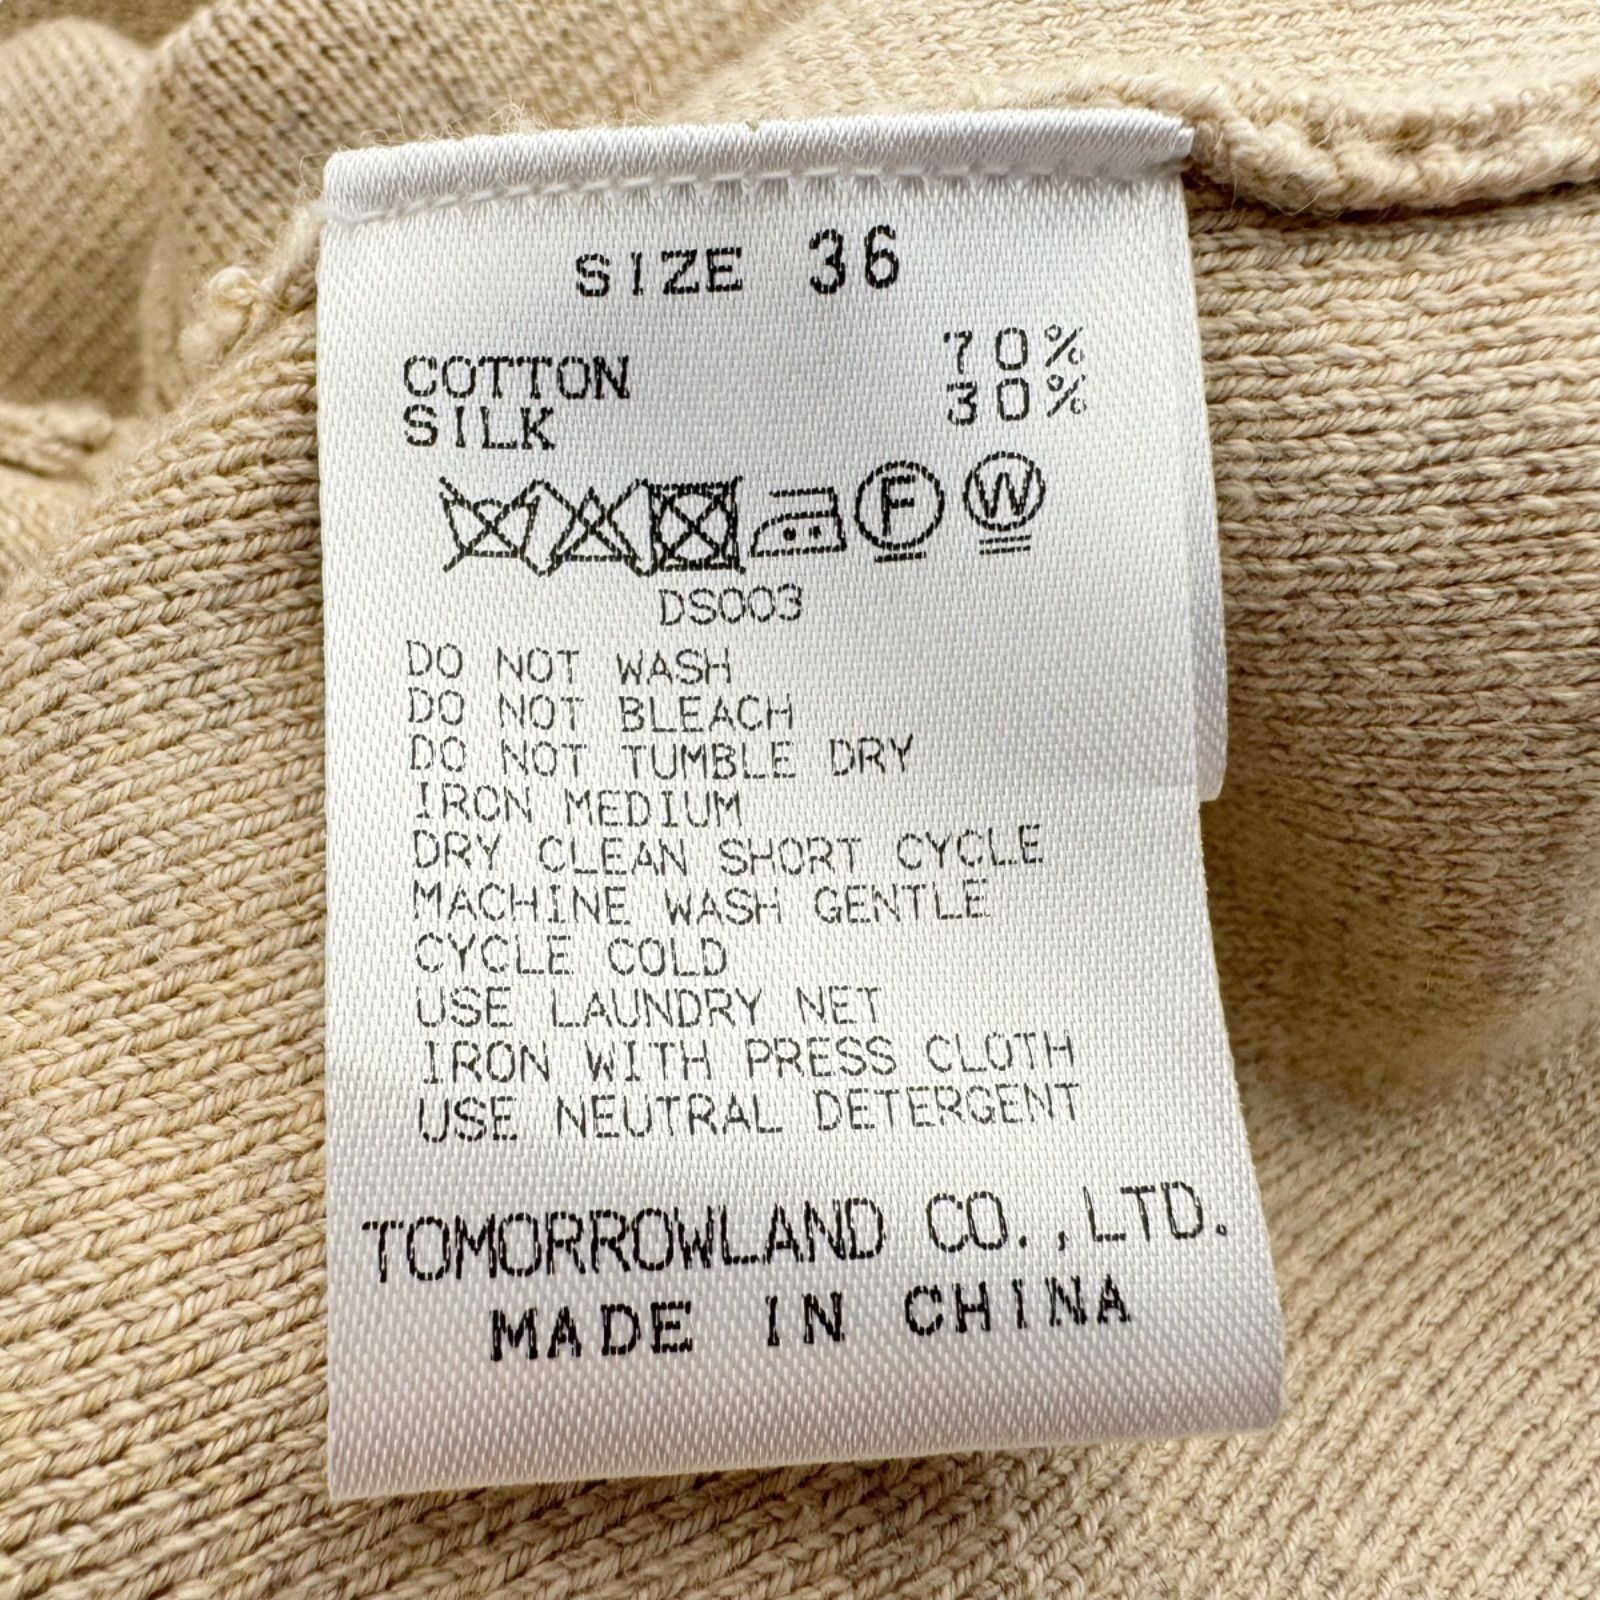 SIZE 36
COTTON 70%
SILK 30%
F W
DS003
DO NOT WASH
DO NOT BLEACH
DO NOT TUMBLE DRY
IRON MEDIUM
DRY CLEAN SHORT CYCLE
MACHINE WASH GENTLE
CYCLE COLD
USE LAUNDRY NET
IRON WITH PRESS CLOTH
USE NEUTRAL DETERGENT
TOMORROWLAND CO.,LTD.
MADE IN CHINA